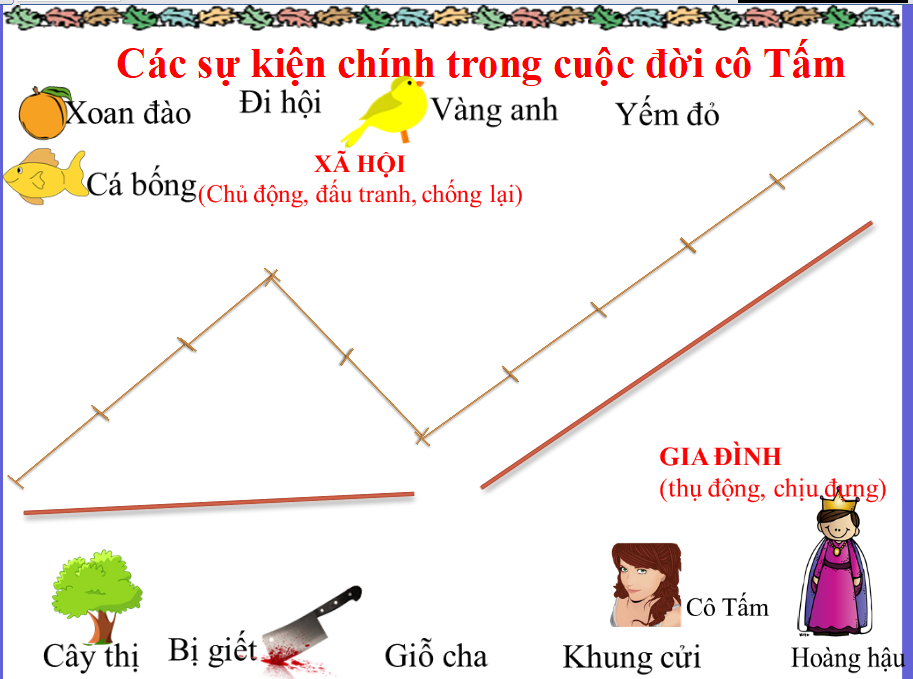 Các sự kiện chính trong cuộc đời cô Tấm
Xoan đào
Đi hội
Vàng anh
Yếm đỏ
XÃ HỘI
Cá bống
(Chủ động, đấu tranh, chống lại)
GIA ĐÌNH
(thụ động, chịu đựng)
Cô Tấm
Cây thị
Bị giết
Giỗ cha
Khung cửi
Hoàng hậu